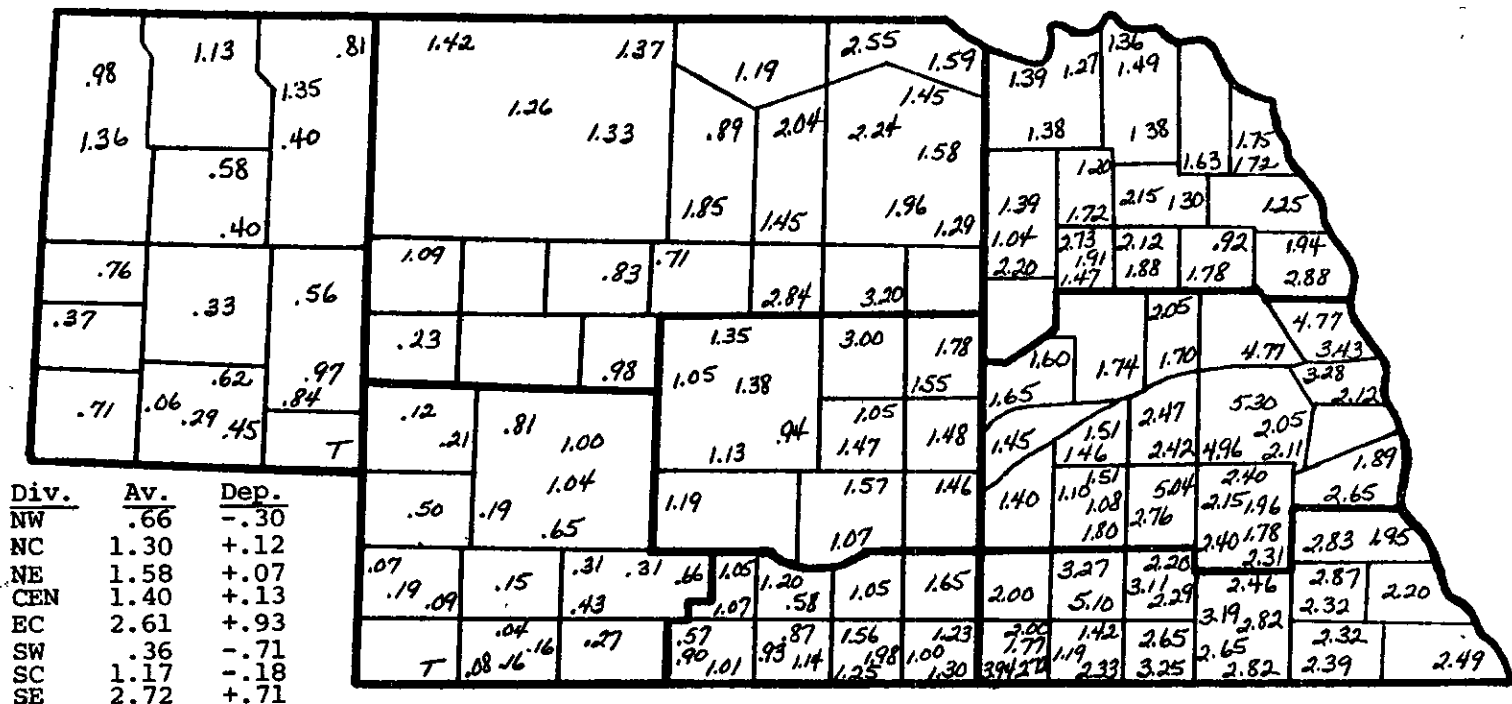 .98 1.13 .81 1.42 1.37 1.19 2.55 1.59 1.39 1.27 1.36 1.49
1.36 1.35 .40 1.26 1.33 .89 2.04 2.24 1.45 1.58 1.38 1.38 1.63 1.75 1.72
.58 .40 1.85 1.45 1.96 1.29 1.39 1.20 1.72 2.15 1.30 1.25
1.04 2.20 2.73 1.91 1.47 2.12 1.88 .92 1.78 1.94 2.88
.76 .33 .56 1.09 .83 .71 2.84 3.20
.37 .23 .98 1.35 3.00 1.78 1.60 1.74 2.05 1.70 4.77 4.77 3.43
.62 .97 .84 1.05 1.38 1.55 1.65 3.28 2.12
.71 .06 .29 .45 T .12 .21 .81 1.00 1.13 .94 1.05 1.47 1.48 1.45 1.51 1.46 2.47 2.42 5.30 2.05 4.96 2.11 1.89 2.65
.50 .19 1.04 .65 1.19 1.57 1.07 1.46 1.40 1.10 1.51 1.08 1.80 5.04 2.76 2.40 2.15 1.96 2.40 1.78 2.31 2.83 1.95
.07 .19 .09 .15 .31 .31 .43 .66 1.05 1.07 1.20 .58 1.05 1.65 2.00 3.27 5.10 2.20 3.11 2.29 2.46 3.19 2.82 2.87 2.32 2.20
T .04 .16 .08 .16 .27 .57 .90 1.01 .87 .93 1.14 1.56 1.98 1.25 1.23 1.00 1.30 2.00 1.77 3.94 1.42 1.19 2.33 2.65 3.25 2.65 2.82 2.32 2.39 2.49
Div. Av. Dep.
NW .66 -.30
NC 1.30 +.12
NE 1.58 +.07
CEN 1.40 +.13
EC 2.61 +.93
SW .36 -.71
SC 1.17 -.18
SE 2.72 +.71